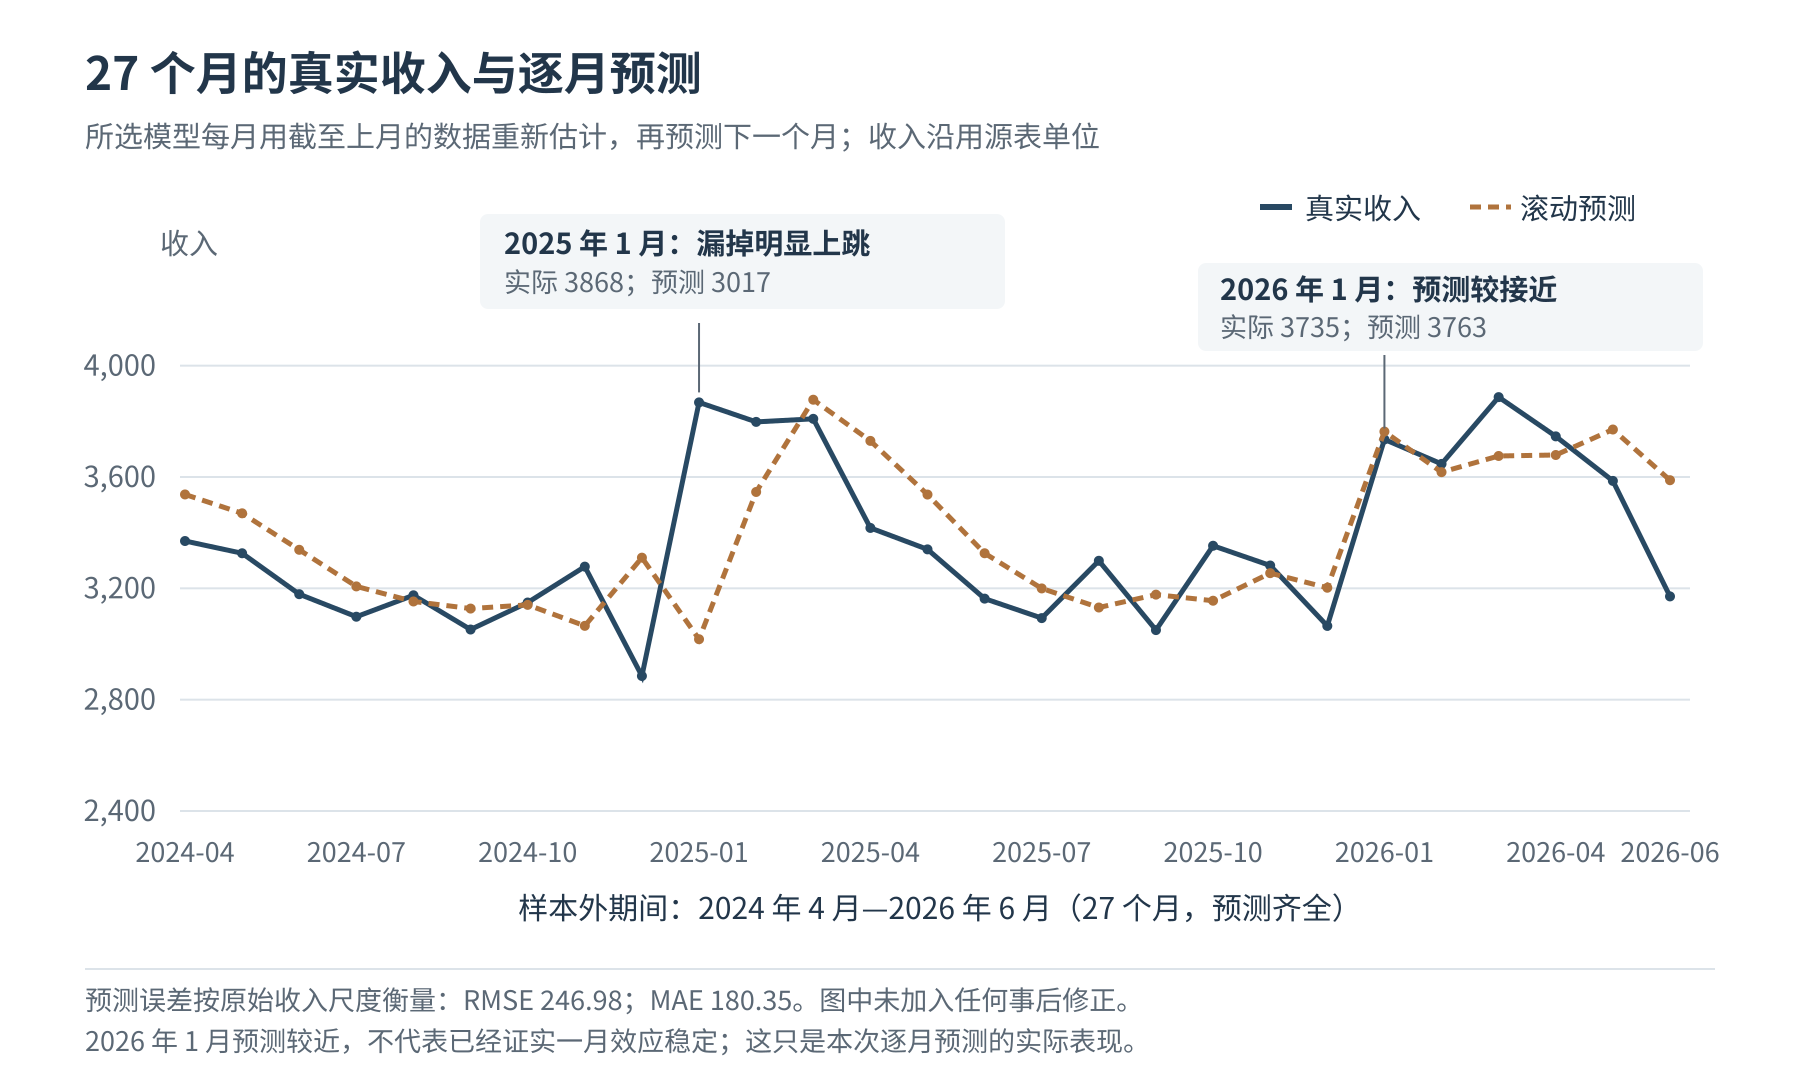 27 个月的真实收入与逐月预测
所选模型每月用截至上月的数据重新估计，再预测下一个月；收入沿用源表单位
真实收入
滚动预测
收入
2025 年 1 月：漏掉明显上跳
实际 3868；预测 3017
2026 年 1 月：预测较接近
实际 3735；预测 3763
4,000
3,600
3,200
2,800
2,400
2024-04
2024-07
2024-10
2025-01
2025-04
2025-07
2025-10
2026-01
2026-04
2026-06
样本外期间：2024 年 4 月—2026 年 6 月（27 个月，预测齐全）
预测误差按原始收入尺度衡量：RMSE 246.98；MAE 180.35。图中未加入任何事后修正。
2026 年 1 月预测较近，不代表已经证实一月效应稳定；这只是本次逐月预测的实际表现。